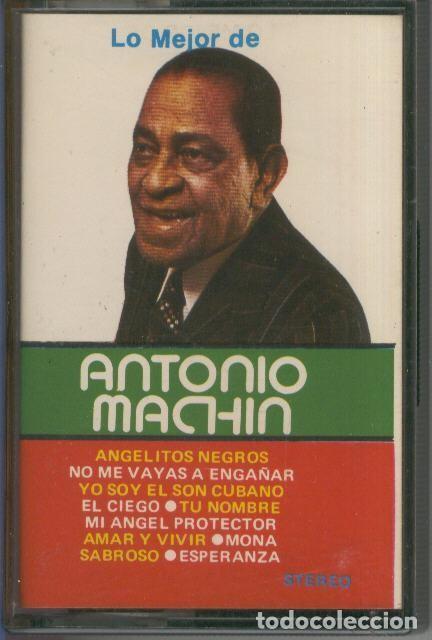 Lo Mejor de
ANTONIO
MACHIN
ANGELITOS NEGROS
NO ME VAYAS A ENGAÑAR
YO SOY EL SON CUBANO
EL CIEGO ● TU NOMBRE
MI ANGEL PROTECTOR
AMAR Y VIVIR ● MONA
SABROSO ● ESPERANZA
STEREO
todocoleccion